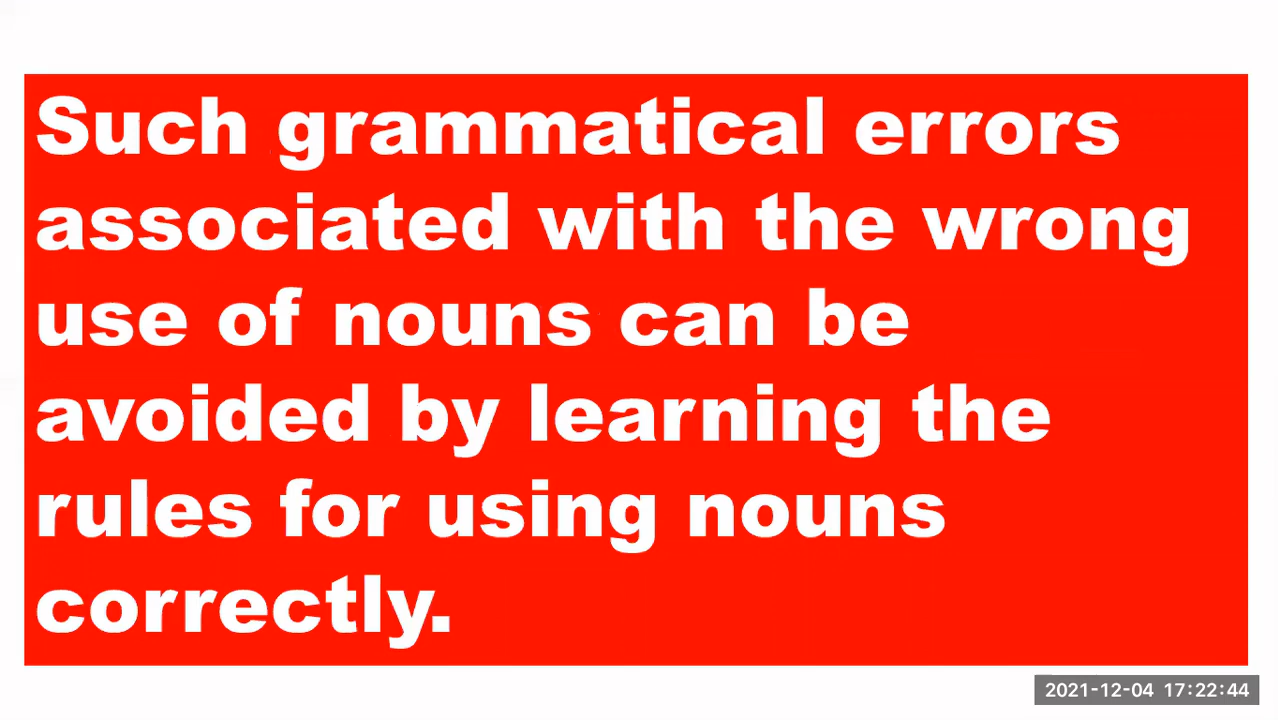 Such grammatical errors
associated with the wrong
use of nouns can be
avoided by learning the
rules for using nouns
correctly.
2021-12-04 17:22:44